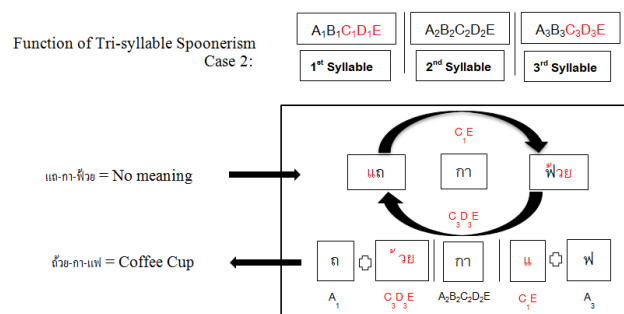 Function of Tri-syllable Spoonerism
Case 2:
A₁B₁C₁D₁E A₂B₂C₂D₂E A₃B₃C₃D₃E
1st Syllable 2nd Syllable 3rd Syllable
C₁E
แถ-กา-ฟ้วย = No meaning
แถ กา ฟ้วย
C₃D₃E
ถ้วย-กา-แฟ = Coffee Cup
ถ ้วย กา แ ฟ
A₁ C₃D₃E A₂B₂C₂D₂E C₁E A₃